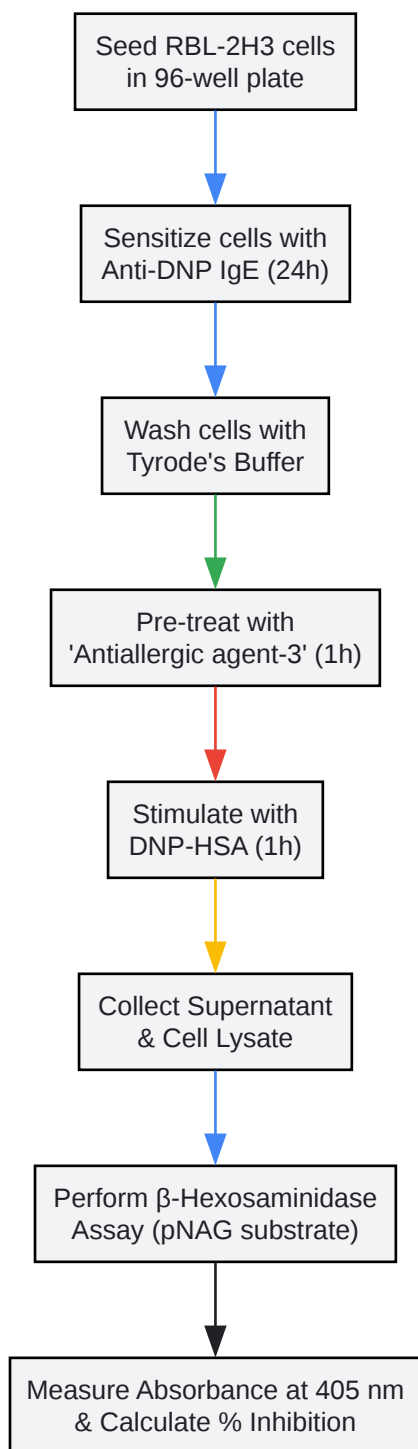 Seed RBL-2H3 cells
in 96-well plate
Sensitize cells with
Anti-DNP IgE (24h)
Wash cells with
Tyrode's Buffer
Pre-treat with
'Antiallergic agent-3' (1h)
Stimulate with
DNP-HSA (1h)
Collect Supernatant
& Cell Lysate
Perform β-Hexosaminidase
Assay (pNAG substrate)
Measure Absorbance at 405 nm
& Calculate % Inhibition